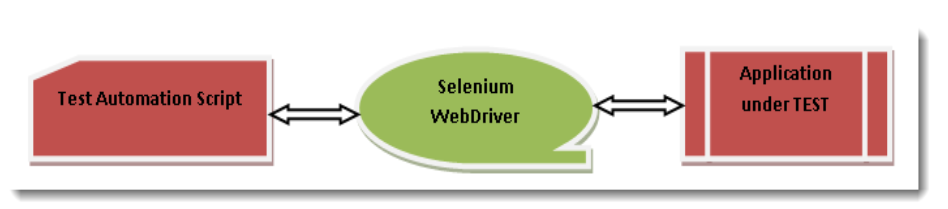 Test Automation Script
Selenium
WebDriver
Application
under TEST